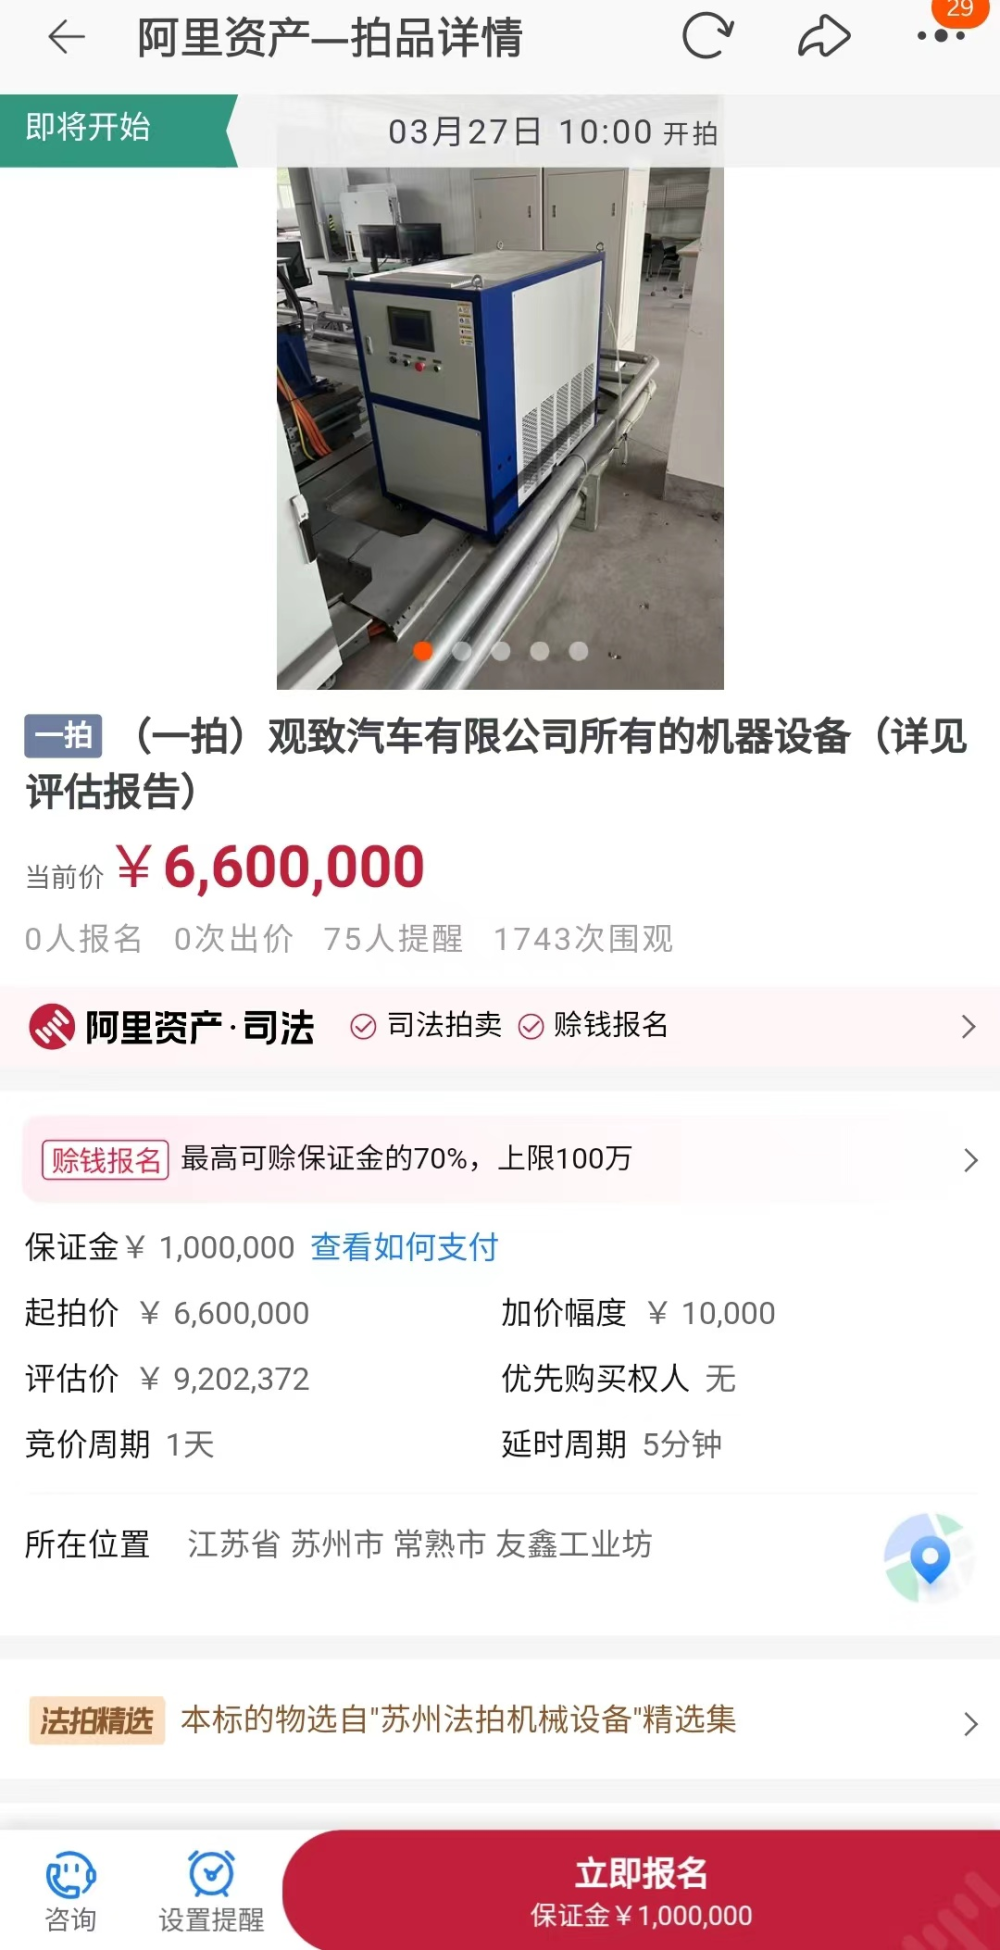 阿里资产—拍品详情
29
即将开始
03月27日 10:00 开拍
一拍 （一拍）观致汽车有限公司所有的机器设备（详见
评估报告）
当前价 ￥6,600,000
0人报名 0次出价 75人提醒 1743次围观
阿里资产·司法 司法拍卖 赊钱报名
赊钱报名 最高可赊保证金的70%，上限100万
保证金￥ 1,000,000 查看如何支付
起拍价 ￥ 6,600,000 加价幅度 ￥ 10,000
评估价 ￥ 9,202,372 优先购买权人 无
竞价周期 1天 延时周期 5分钟
所在位置 江苏省 苏州市 常熟市 友鑫工业坊
法拍精选 本标的物选自"苏州法拍机械设备"精选集
咨询
设置提醒
立即报名
保证金￥1,000,000